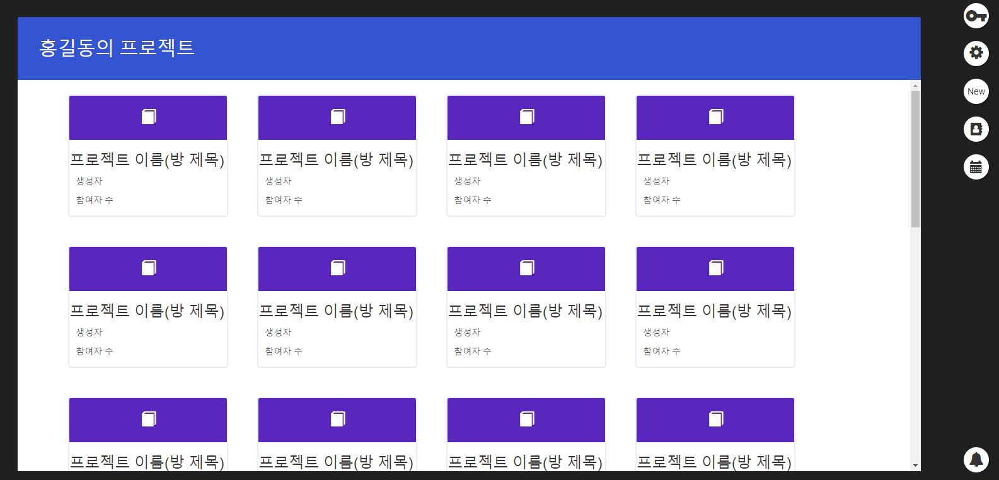 홍길동의 프로젝트
New
프로젝트 이름(방 제목)
생성자
참여자 수
프로젝트 이름(방 제목)
생성자
참여자 수
프로젝트 이름(방 제목)
생성자
참여자 수
프로젝트 이름(방 제목)
생성자
참여자 수
프로젝트 이름(방 제목)
생성자
참여자 수
프로젝트 이름(방 제목)
생성자
참여자 수
프로젝트 이름(방 제목)
생성자
참여자 수
프로젝트 이름(방 제목)
생성자
참여자 수
프로젝트 이름(방 제목)
프로젝트 이름(방 제목)
프로젝트 이름(방 제목)
프로젝트 이름(방 제목)